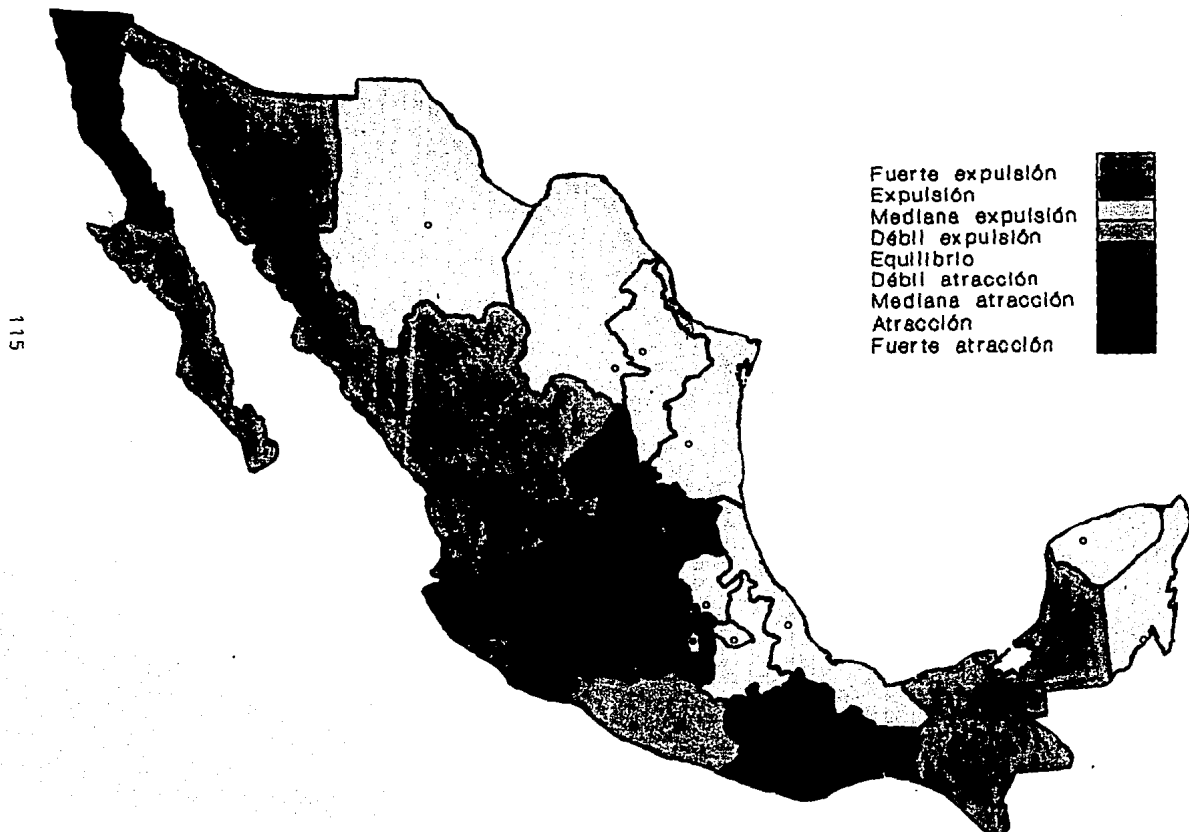 Fuerte expulsión
Expulsión
Mediana expulsión
Débil expulsión
Equilibrio
Débil atracción
Mediana atracción
Atracción
Fuerte atracción
115